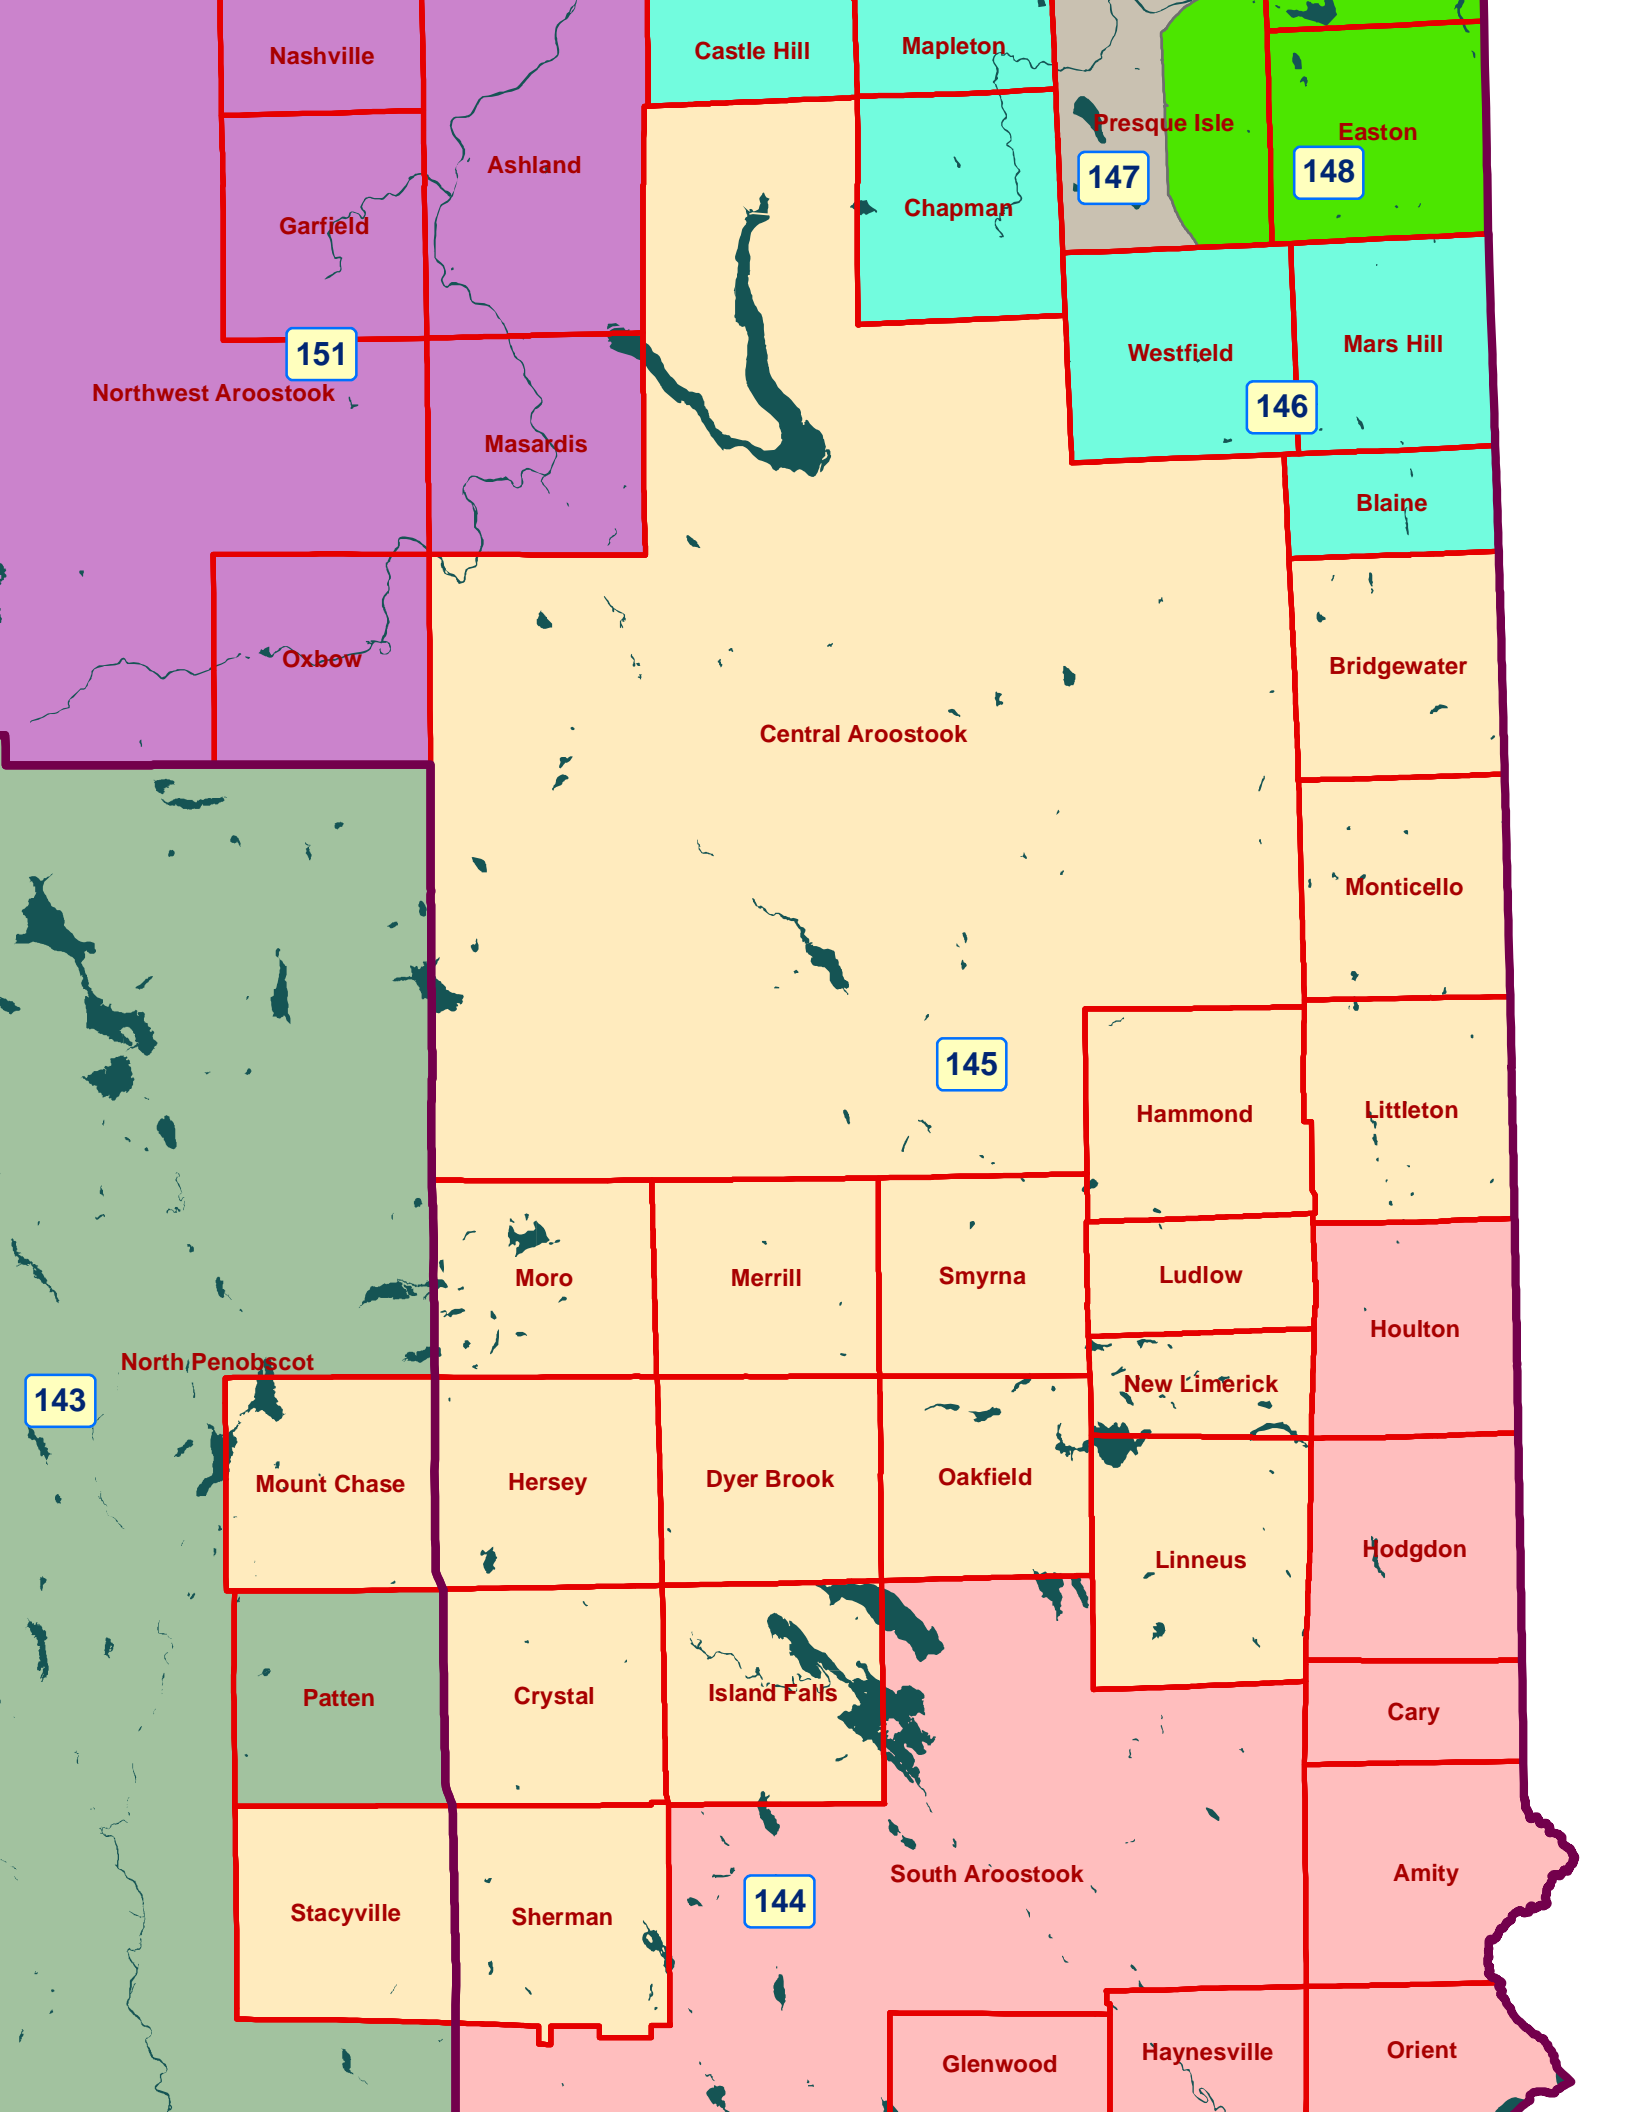 Nashville
Castle Hill
Mapleton
Presque Isle
Easton
Ashland
147
148
Chapman
Garfield
151
Westfield
Mars Hill
Northwest Aroostook
146
Masardis
Blaine
Oxbow
Bridgewater
Central Aroostook
Monticello
145
Hammond
Littleton
Moro
Merrill
Smyrna
Ludlow
Houlton
North Penobscot
143
New Limerick
Mount Chase
Hersey
Dyer Brook
Oakfield
Linneus
Hodgdon
Patten
Crystal
Island Falls
Cary
South Aroostook
Amity
144
Stacyville
Sherman
Glenwood
Haynesville
Orient